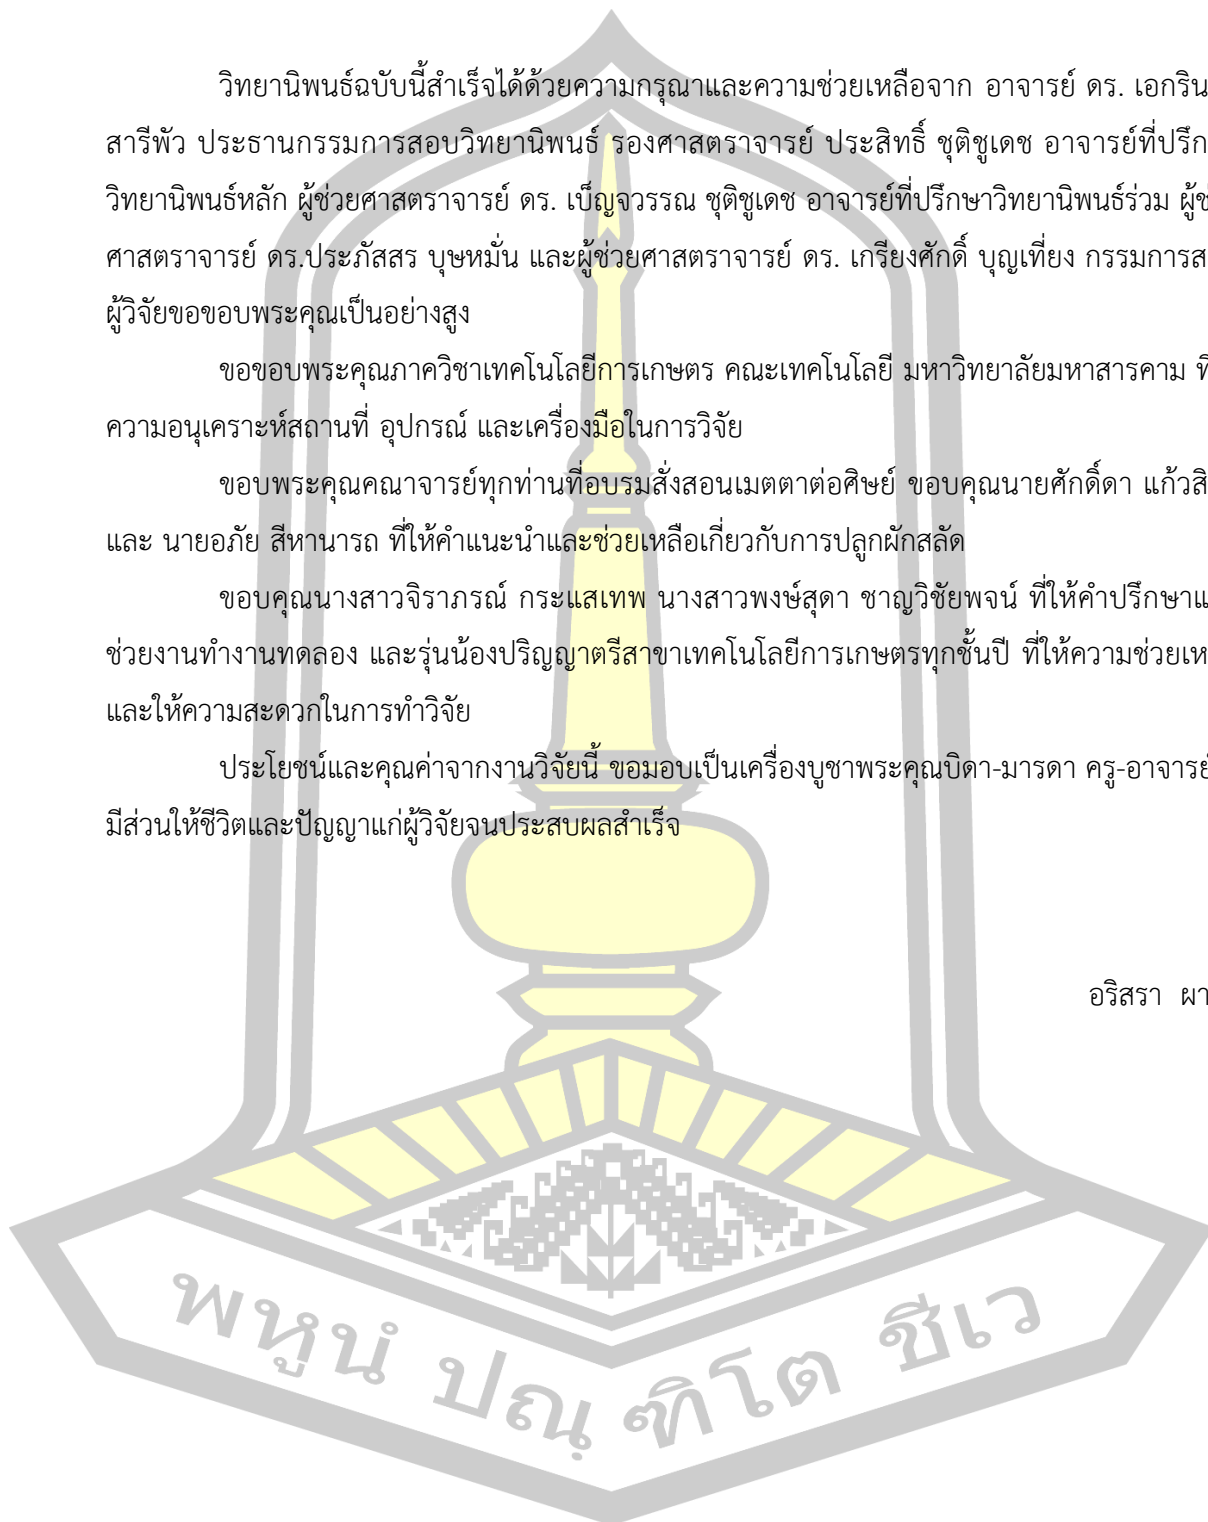 วิทยานิพนธ์ฉบับนี้สำเร็จได้ด้วยความกรุณาและความช่วยเหลือจาก อาจารย์ ดร. เอกริน
สารีพัว ประธานกรรมการสอบวิทยานิพนธ์ รองศาสตราจารย์ ประสิทธิ์ ชุติชูเดช อาจารย์ที่ปรึก
วิทยานิพนธ์หลัก ผู้ช่วยศาสตราจารย์ ดร. เบ็ญจวรรณ ชุติชูเดช อาจารย์ที่ปรึกษาวิทยานิพนธ์ร่วม ผู้ช่
ศาสตราจารย์ ดร.ประภัสสร บุษหมั่น และผู้ช่วยศาสตราจารย์ ดร. เกรียงศักดิ์ บุญเที่ยง กรรมการส
ผู้วิจัยขอขอบพระคุณเป็นอย่างสูง
ขอขอบพระคุณภาควิชาเทคโนโลยีการเกษตร คณะเทคโนโลยี มหาวิทยาลัยมหาสารคาม ที่
ความอนุเคราะห์สถานที่ อุปกรณ์ และเครื่องมือในการวิจัย
ขอบพระคุณคณาจารย์ทุกท่านที่อบรมสั่งสอนเมตตาต่อศิษย์ ขอบคุณนายศักดิ์ดา แก้วสิ
และ นายอภัย สีหานารถ ที่ให้คำแนะนำและช่วยเหลือเกี่ยวกับการปลูกผักสลัด
ขอบคุณนางสาวจิราภรณ์ กระแสเทพ นางสาวพงษ์สุดา ชาญวิชัยพจน์ ที่ให้คำปรึกษาแ
ช่วยงานทำงานทดลอง และรุ่นน้องปริญญาตรีสาขาเทคโนโลยีการเกษตรทุกชั้นปี ที่ให้ความช่วยเห
และให้ความสะดวกในการทำวิจัย
ประโยชน์และคุณค่าจากงานวิจัยนี้ ขอมอบเป็นเครื่องบูชาพระคุณบิดา-มารดา ครู-อาจารย์
มีส่วนให้ชีวิตและปัญญาแก่ผู้วิจัยจนประสบผลสำเร็จ
อริสรา ผา
พหูนํ ปณฺ ฑิโต ชีเว